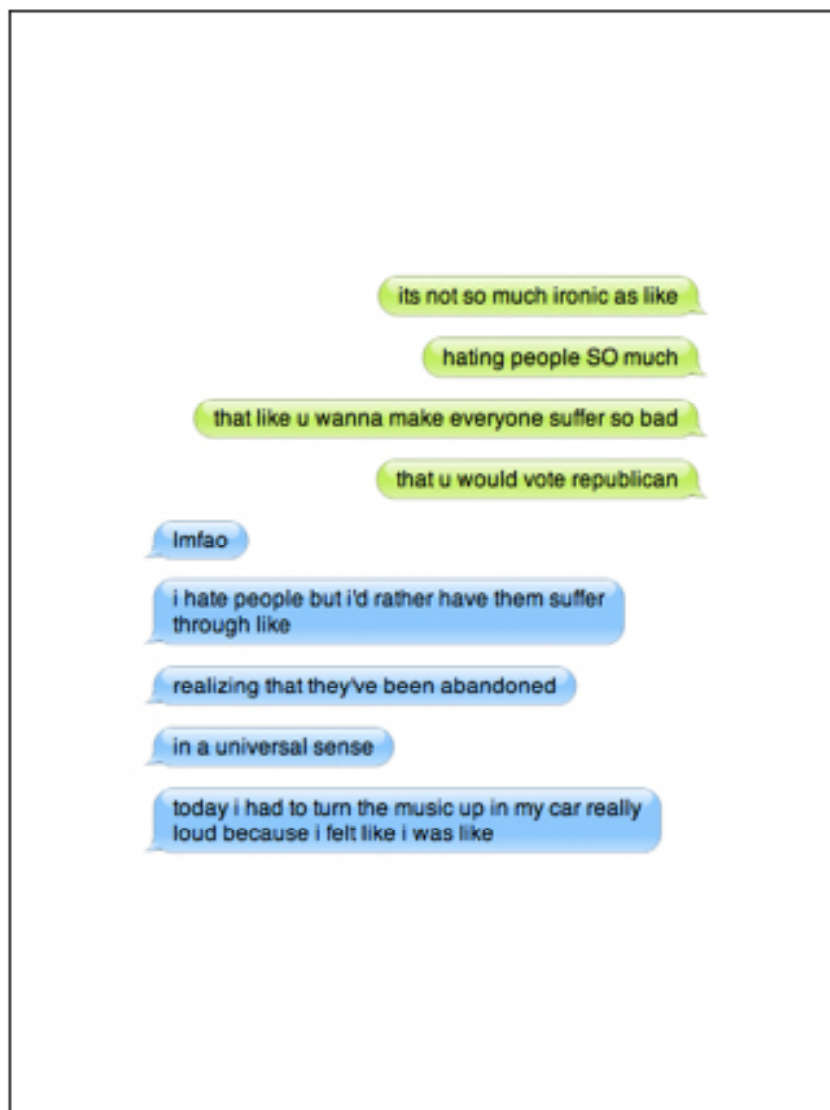 its not so much ironic as like
hating people SO much
that like u wanna make everyone suffer so bad
that u would vote republican
lmfao
i hate people but i'd rather have them suffer
through like
realizing that they've been abandoned
in a universal sense
today i had to turn the music up in my car really
loud because i felt like i was like